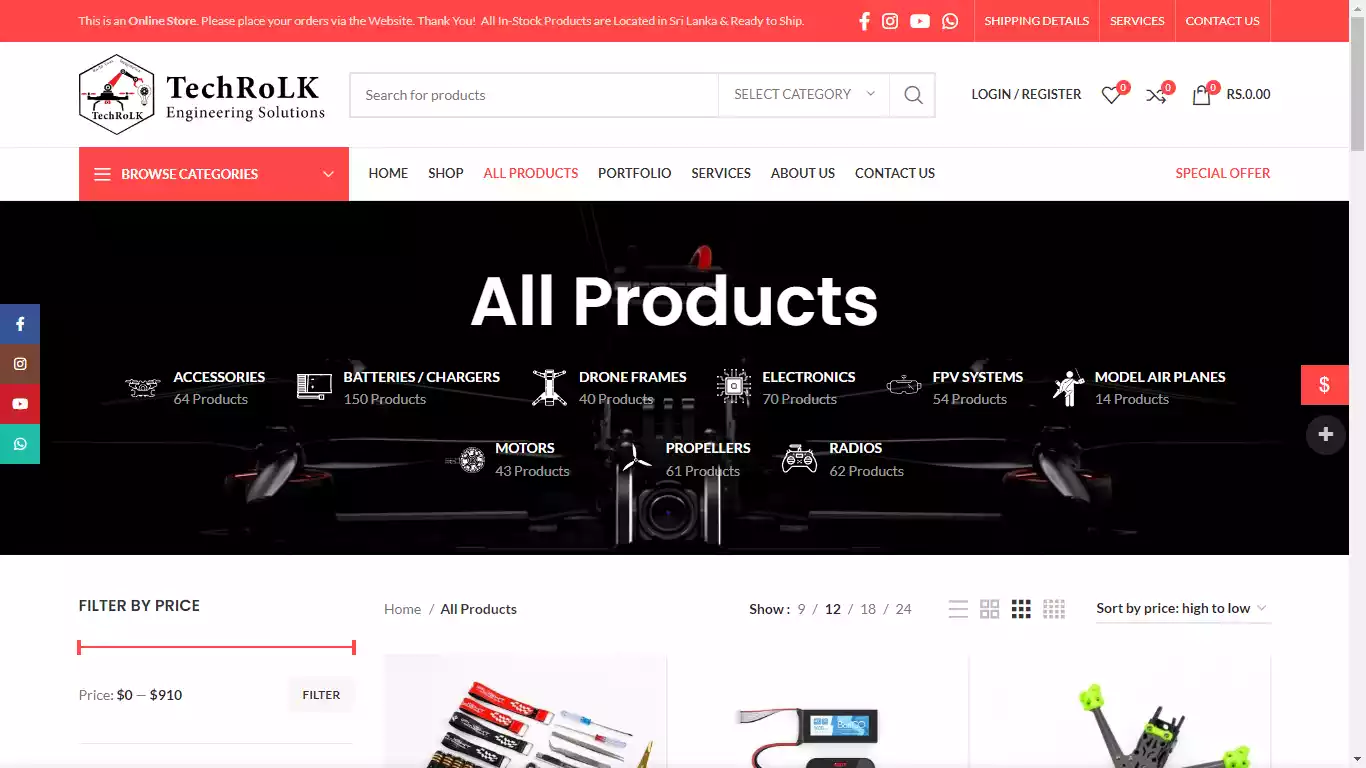 This is an Online Store. Please place your orders via the Website. Thank You! All In-Stock Products are Located in Sri Lanka & Ready to Ship.
SHIPPING DETAILS
SERVICES
CONTACT US
TechRoLK
TechRoLK
Engineering Solutions
Search for products
SELECT CATEGORY
LOGIN / REGISTER
0
0
0
RS.0.00
BROWSE CATEGORIES
HOME
SHOP
ALL PRODUCTS
PORTFOLIO
SERVICES
ABOUT US
CONTACT US
SPECIAL OFFER
All Products
ACCESSORIES
64 Products
BATTERIES / CHARGERS
150 Products
DRONE FRAMES
40 Products
ELECTRONICS
70 Products
FPV SYSTEMS
54 Products
MODEL AIR PLANES
14 Products
MOTORS
43 Products
PROPELLERS
61 Products
RADIOS
62 Products
$
FILTER BY PRICE
Price: $0 — $910
FILTER
Home / All Products
Show : 9 / 12 / 18 / 24
Sort by price: high to low